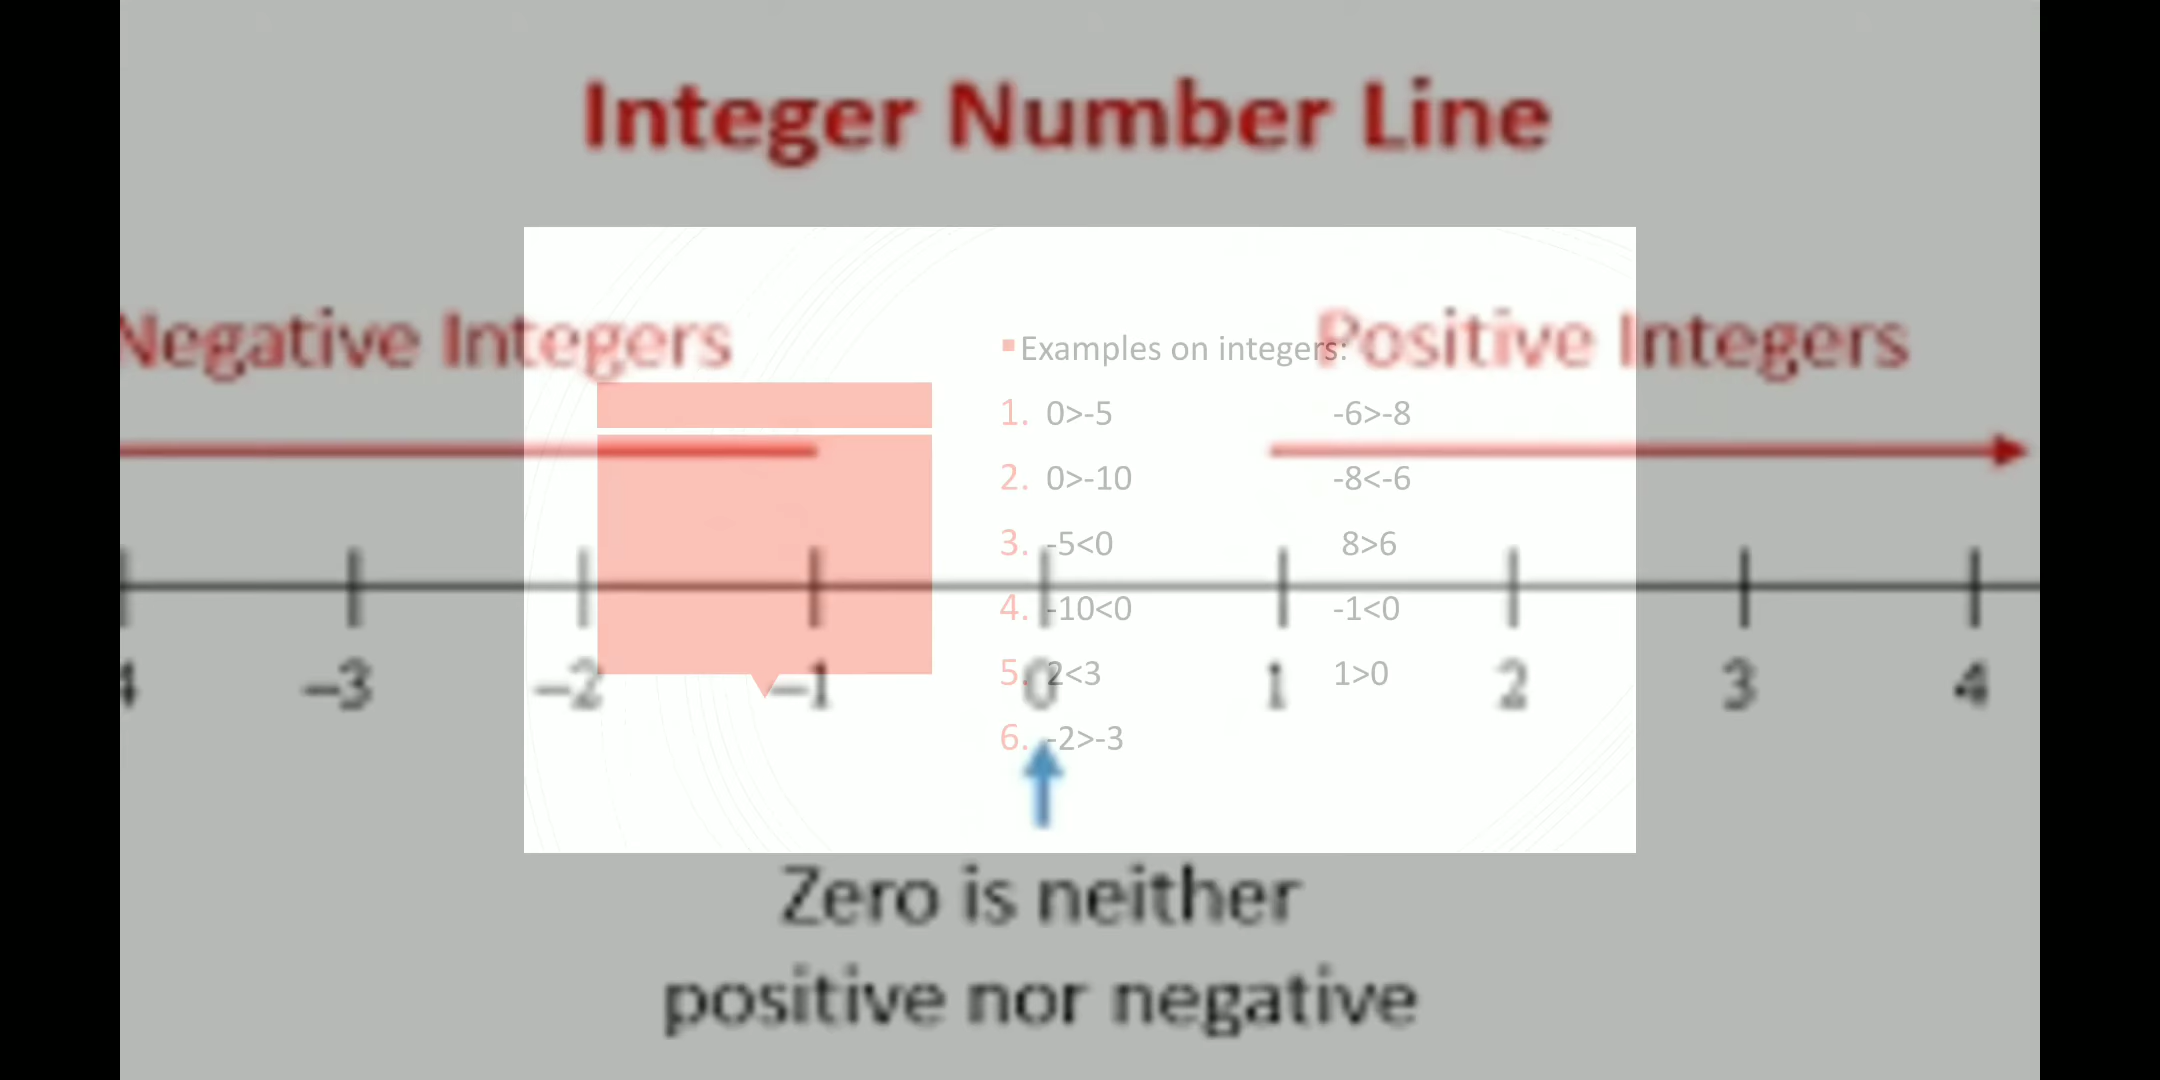 Integer Number Line
Negative Integers
Positive Integers
▪Examples on integers:
1. 0>-5 -6>-8
2. 0>-10 -8<-6
3. -5<0 8>6
4. -10<0 -1<0
5. 2<3 1>0
6. -2>-3
4 –3 –2 –1 0 1 2 3 4
Zero is neither
positive nor negative